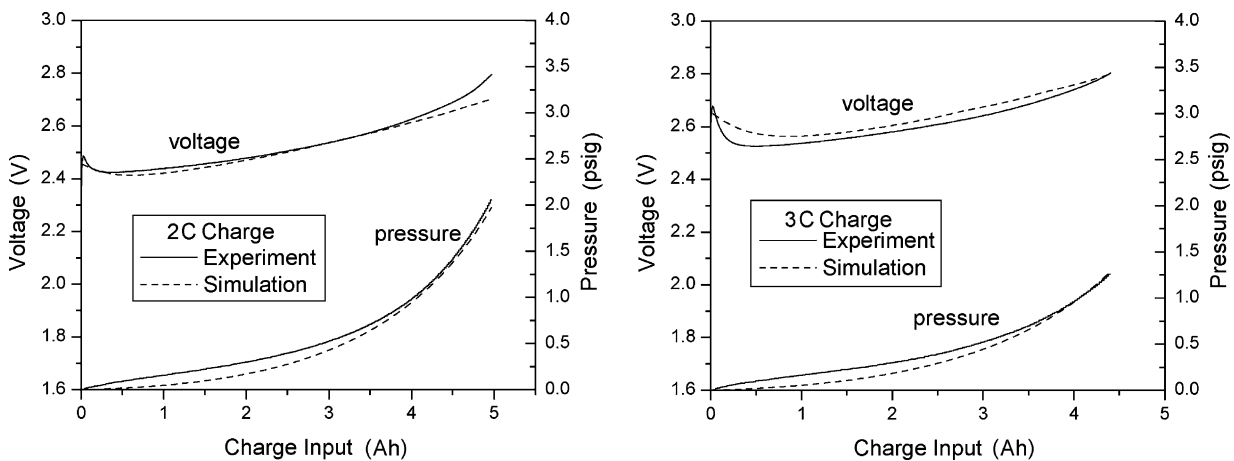 3.0
2.8
2.6
2.4
2.2
2.0
1.8
1.6
Voltage (V)
4.0
3.5
3.0
2.5
2.0
1.5
1.0
0.5
0.0
Pressure (psig)
voltage
pressure
2C Charge
Experiment
Simulation
0 1 2 3 4 5
Charge Input (Ah)
3.0
2.8
2.6
2.4
2.2
2.0
1.8
1.6
Voltage (V)
4.0
3.5
3.0
2.5
2.0
1.5
1.0
0.5
0.0
Pressure (psig)
voltage
pressure
3C Charge
Experiment
Simulation
0 1 2 3 4 5
Charge Input (Ah)